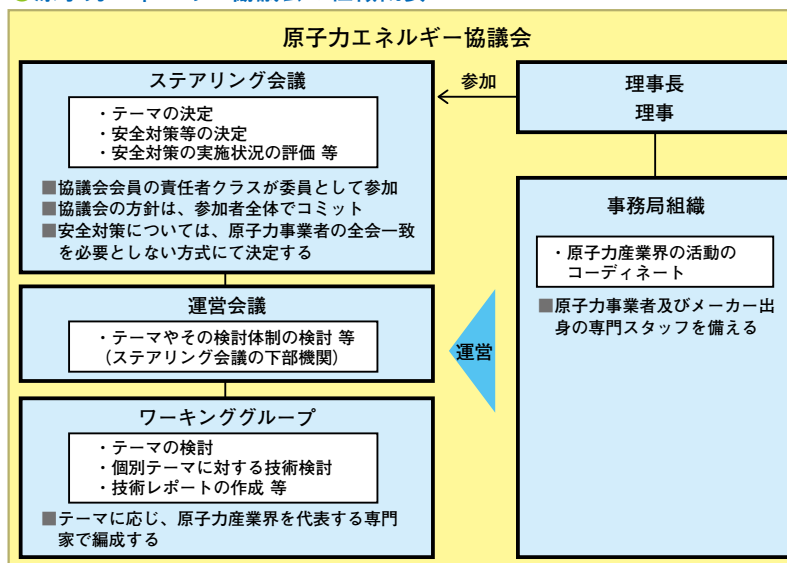 原子力エネルギー協議会
ステアリング会議
・テーマの決定
・安全対策等の決定
・安全対策の実施状況の評価 等
■協議会会員の責任者クラスが委員として参加
■協議会の方針は、参加者全体でコミット
■安全対策については、原子力事業者の全会一致
を必要としない方式にて決定する
運営会議
・テーマやその検討体制の検討 等
(ステアリング会議の下部機関)
ワーキンググループ
・テーマの検討
・個別テーマに対する技術検討
・技術レポートの作成 等
■テーマに応じ、原子力産業界を代表する専門
家で編成する
参加
運営
理事長
理事
事務局組織
・原子力産業界の活動の
コーディネート
■原子力事業者及びメーカー出
身の専門スタッフを備える